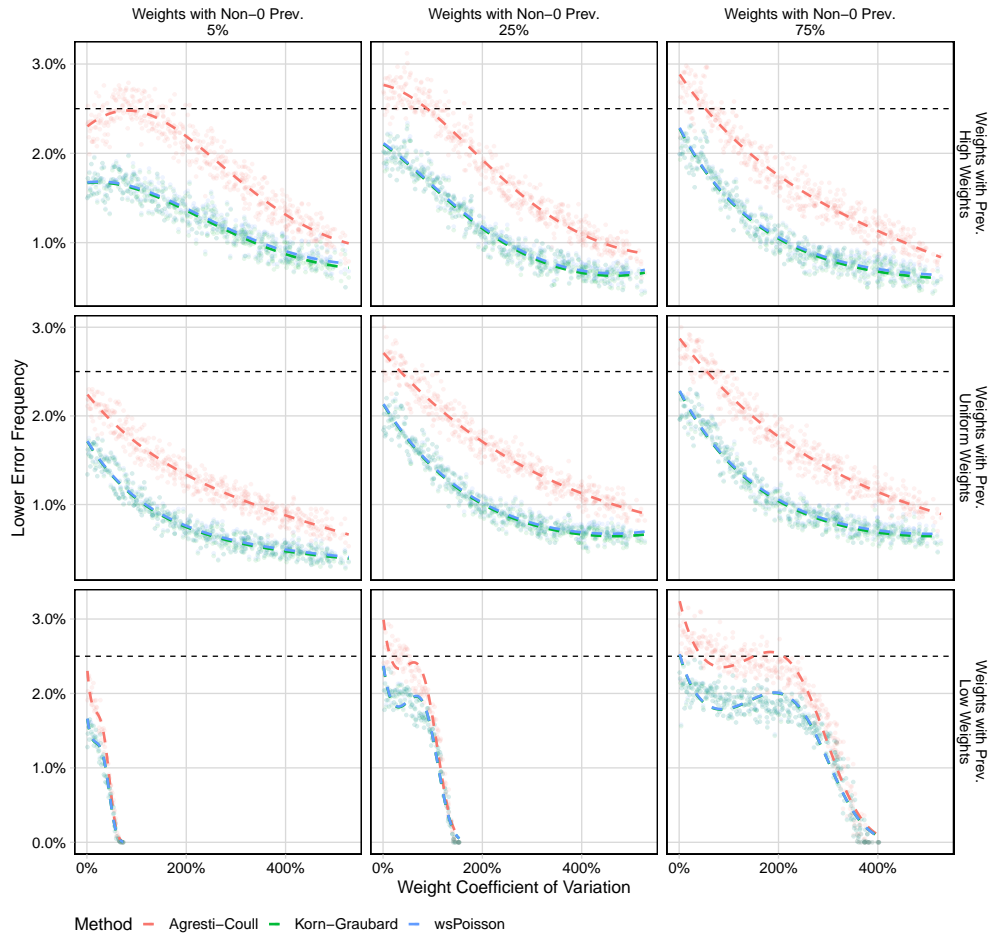 Weights with Non−0 Prev.
5%
Weights with Non−0 Prev.
25%
Weights with Non−0 Prev.
75%
3.0%
2.0%
1.0%
Weights with Prev.
High Weights
3.0%
2.0%
1.0%
Weights with Prev.
Uniform Weights
3.0%
2.0%
1.0%
0.0%
Weights with Prev.
Low Weights
Lower Error Frequency
0% 200% 400% 0% 200% 400% 0% 200% 400%
Weight Coefficient of Variation
Method Agresti−Coull Korn−Graubard wsPoisson